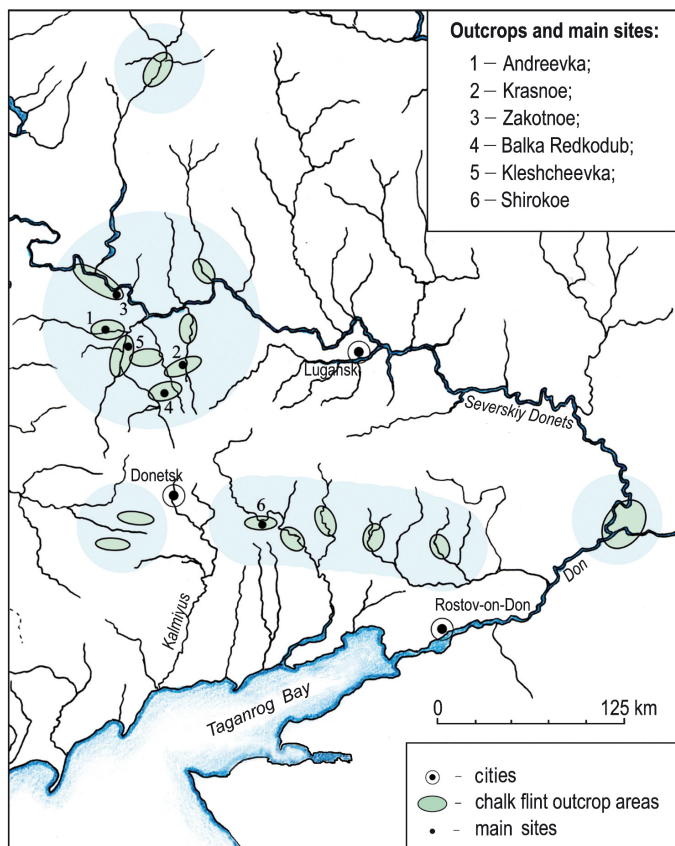 Outcrops and main sites:
1 – Andreevka;
2 – Krasnoe;
3 – Zakotnoe;
4 – Balka Redkodub;
5 – Kleshcheevka;
6 – Shirokoe
3
1
5
2
4
Lugansk
Severskiy Donets
Donetsk
6
Don
Kalmiyus
Rostov-on-Don
Taganrog Bay
0 125 km
– cities
– chalk flint outcrop areas
– main sites